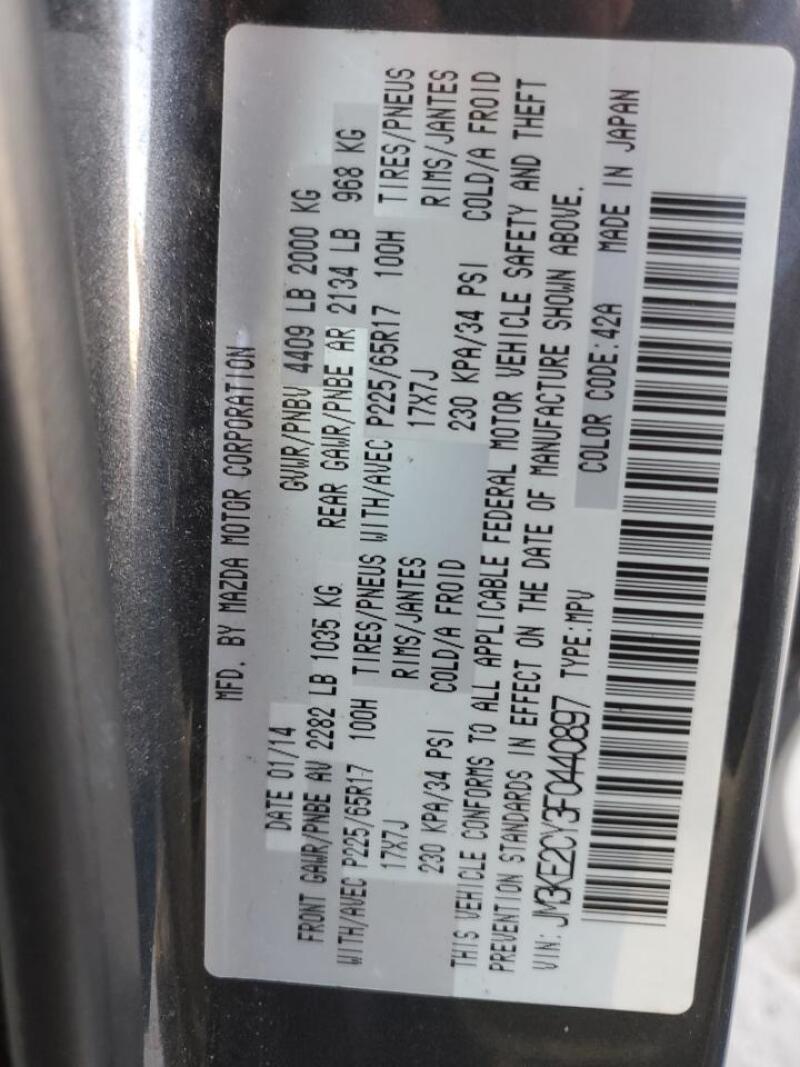 MFD. BY MAZDA MOTOR CORPORATION
DATE 01/14 GVWR/PNBV 4409 LB 2000 KG
FRONT GAWR/PNBE AV 2282 LB 1035 KG REAR GAWR/PNBE AR 2134 LB 968 KG
WITH/AVEC P225/65R17 100H TIRES/PNEUS WITH/AVEC P225/65R17 100H TIRES/PNEUS
17X7J RIMS/JANTES 17X7J RIMS/JANTES
230 KPA/34 PSI COLD/A FROID 230 KPA/34 PSI COLD/A FROID
THIS VEHICLE CONFORMS TO ALL APPLICABLE FEDERAL MOTOR VEHICLE SAFETY AND THEFT
PREVENTION STANDARDS IN EFFECT ON THE DATE OF MANUFACTURE SHOWN ABOVE.
VIN: JM3KE2CY3F0440897 TYPE:MPV COLOR CODE:42A MADE IN JAPAN